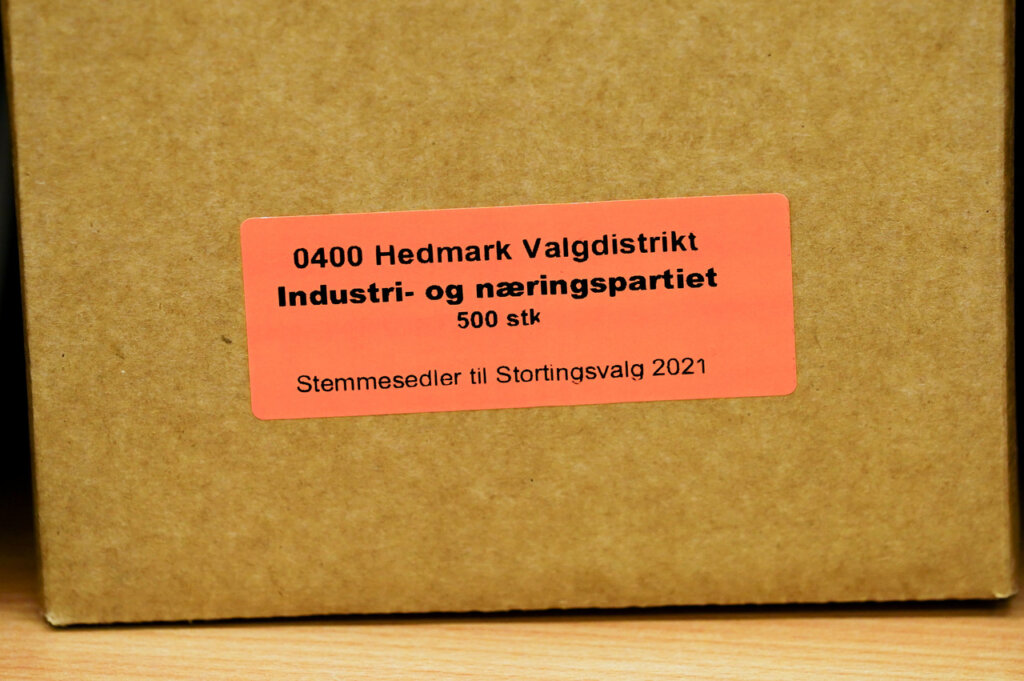 0400 Hedmark Valgdistrikt
Industri- og næringspartiet
500 stk
Stemmesedler til Stortingsvalg 2021